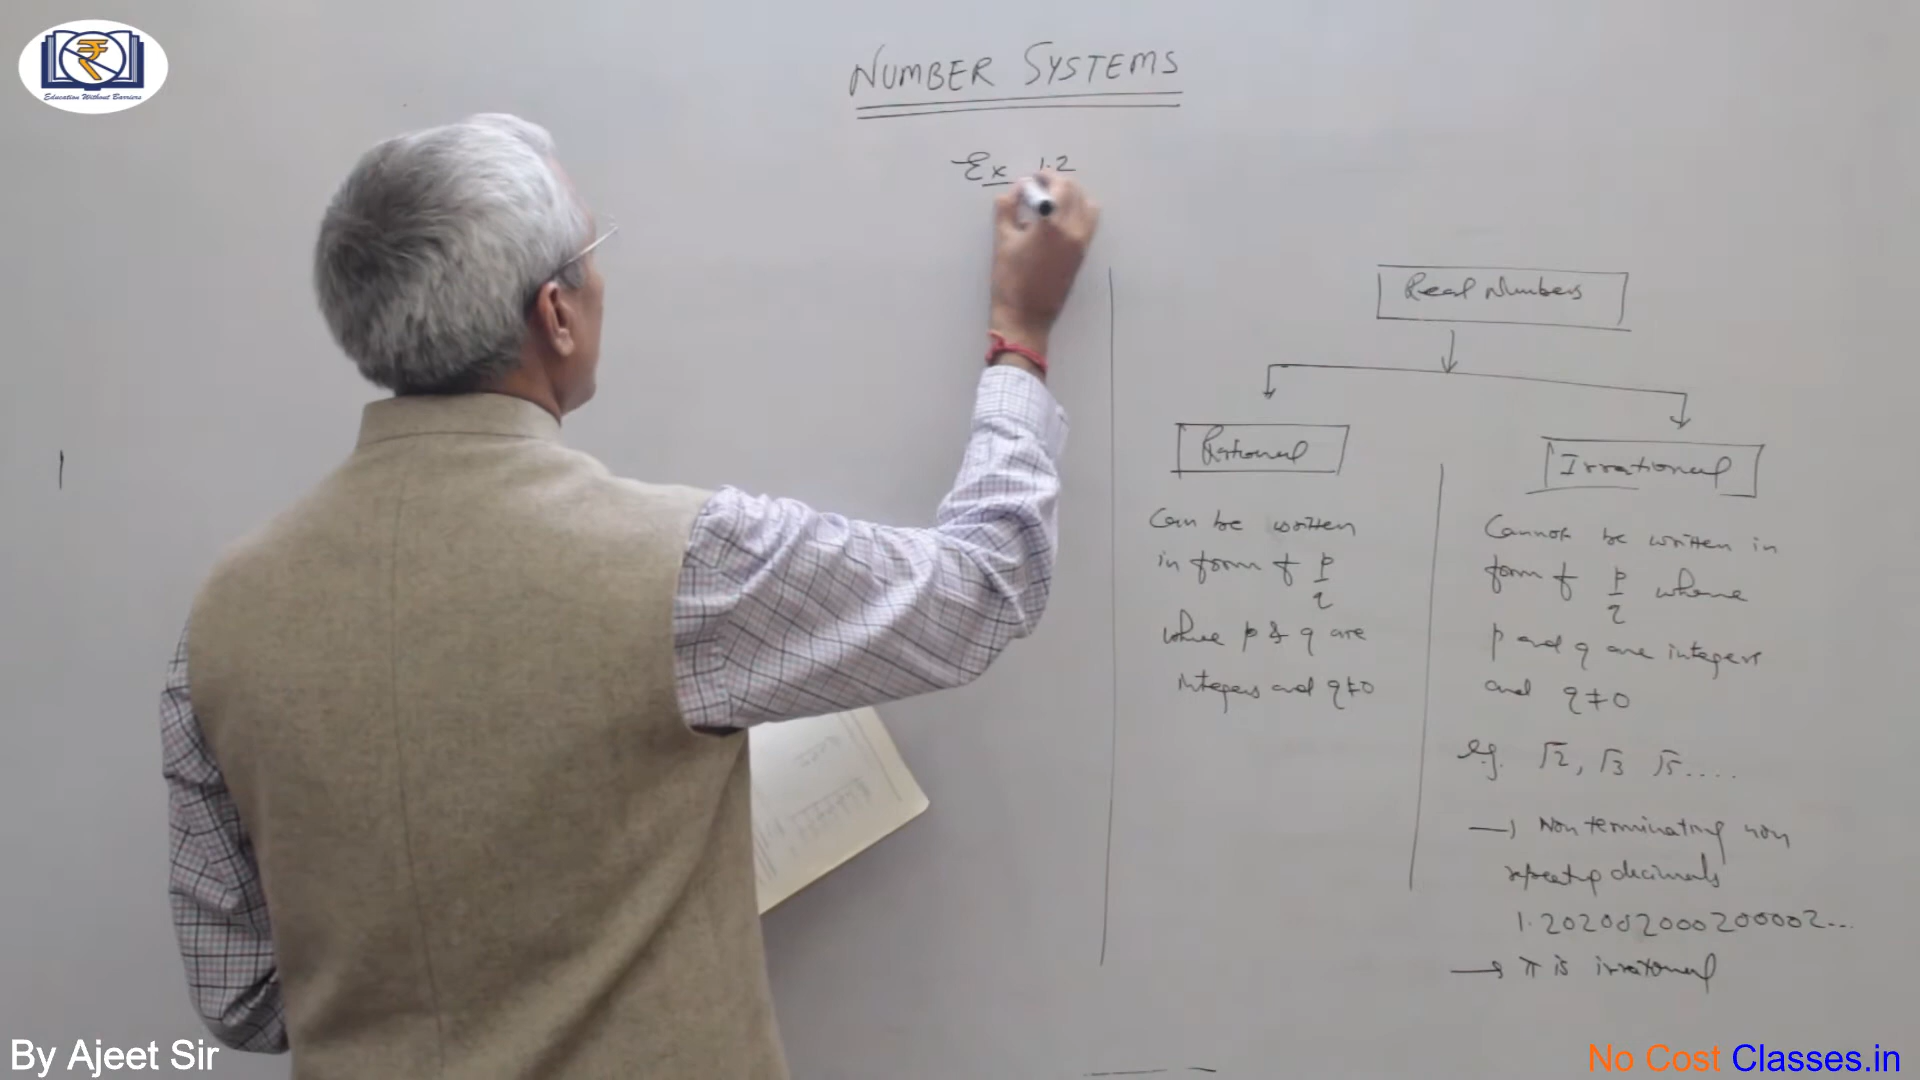 Education Without Barriers
NUMBER SYSTEMS
Ex 1.2
Real Numbers
Rational
Can be written
in form of p/q
where p & q are
integers and q≠0
Irrational
Cannot be written in
form of p/q where
p and q are integers
and q≠0
e.g. √2, √3 √5....
→ Non terminating non
repeating decimals
1.20200200020000 2...
→ π is irrational
By Ajeet Sir
No Cost Classes.in